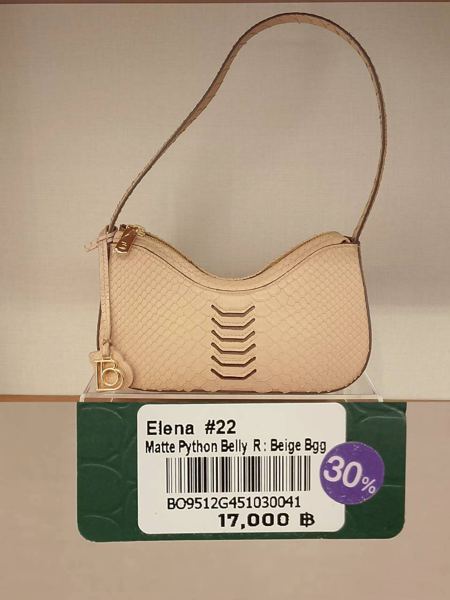 B
Elena #22
Matte Python Belly R : Beige Bgg
30%
BO9512G451030041
17,000 ฿